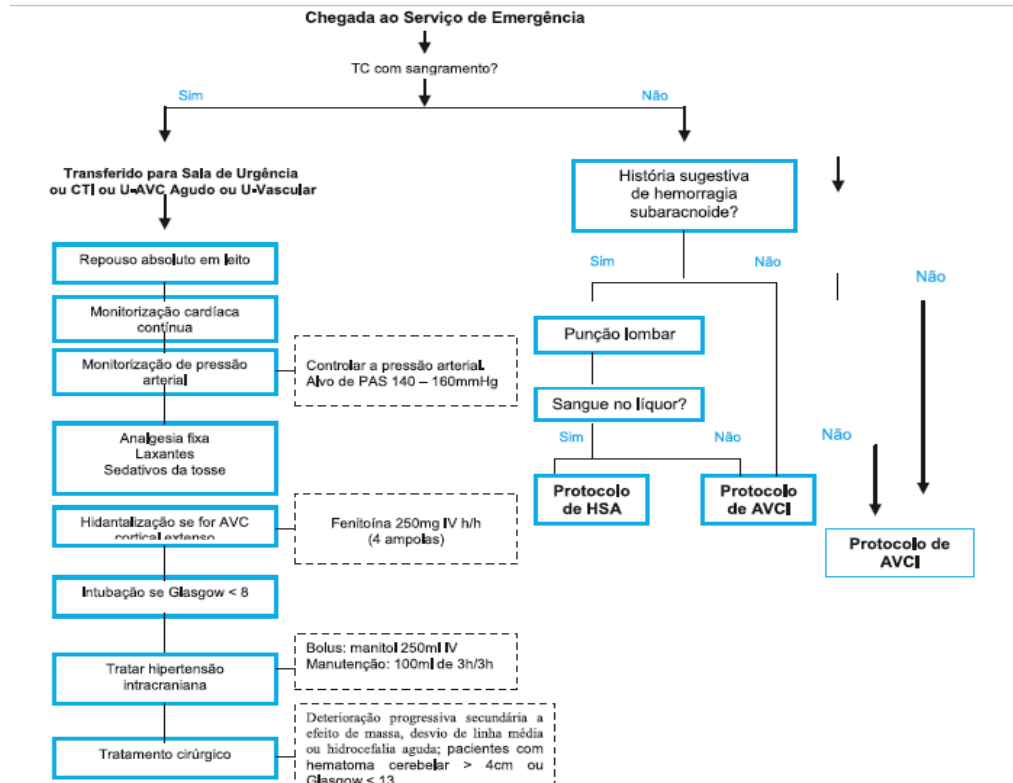 Chegada ao Serviço de Emergência
TC com sangramento?
Sim
Não
Transferido para Sala de Urgência
ou CTI ou U-AVC Agudo ou U-Vascular
Repouso absoluto em leito
Monitorização cardíaca
contínua
Monitorização de pressão
arterial
Controlar a pressão arterial.
Alvo de PAS 140 – 160mmHg
Analgesia fixa
Laxantes
Sedativos da tosse
Hidantalização se for AVC
cortical extenso
Fenitoína 250mg IV h/h
(4 ampolas)
Intubação se Glasgow < 8
Tratar hipertensão
intracraniana
Bolus: manitol 250ml IV
Manutenção: 100ml de 3h/3h
Tratamento cirúrgico
Deterioração progressiva secundária a
efeito de massa, desvio de linha média
ou hidrocefalia aguda; pacientes com
hematoma cerebelar > 4cm ou
Glasgow < 13
História sugestiva
de hemorragia
subaracnoide?
Sim
Não
Punção lombar
Sangue no líquor?
Sim
Não
Protocolo
de HSA
Protocolo
de AVCI
Não
Não
Protocolo de
AVCI